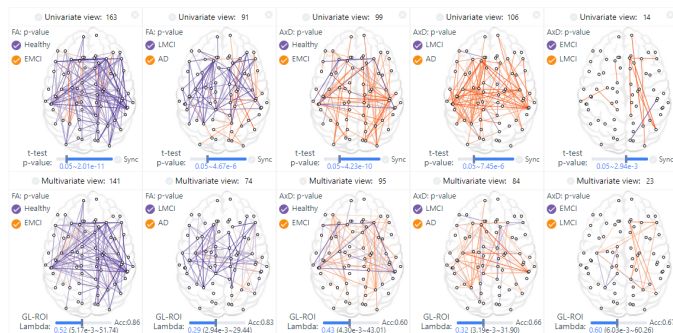 Univariate view: 163
FA: p-value
Healthy
EMCI
t-test
p-value:
0.05~2.01e-11
Sync
Univariate view: 91
FA: p-value
LMCI
AD
t-test
p-value:
0.05~4.67e-6
Sync
Univariate view: 99
AxD: p-value
Healthy
EMCI
t-test
p-value:
0.05~4.23e-10
Sync
Univariate view: 106
AxD: p-value
LMCI
AD
t-test
p-value:
0.05~7.45e-6
Sync
Univariate view: 14
AxD: p-value
EMCI
LMCI
t-test
p-value:
0.05~2.94e-3
Sync
Multivariate view: 141
FA: p-value
Healthy
EMCI
GL-ROI
Lambda:
Acc:0.86
0.52 (5.17e-3~51.74)
Multivariate view: 74
FA: p-value
LMCI
AD
GL-ROI
Lambda:
Acc:0.83
0.29 (2.94e-3~29.44)
Multivariate view: 95
AxD: p-value
Healthy
EMCI
GL-ROI
Lambda:
Acc:0.60
0.43 (4.30e-3~43.01)
Multivariate view: 84
AxD: p-value
LMCI
AD
GL-ROI
Lambda:
Acc:0.66
0.32 (3.19e-3~31.90)
Multivariate view: 23
AxD: p-value
EMCI
LMCI
GL-ROI
Lambda:
Acc:0.67
0.60 (6.03e-3~60.26)